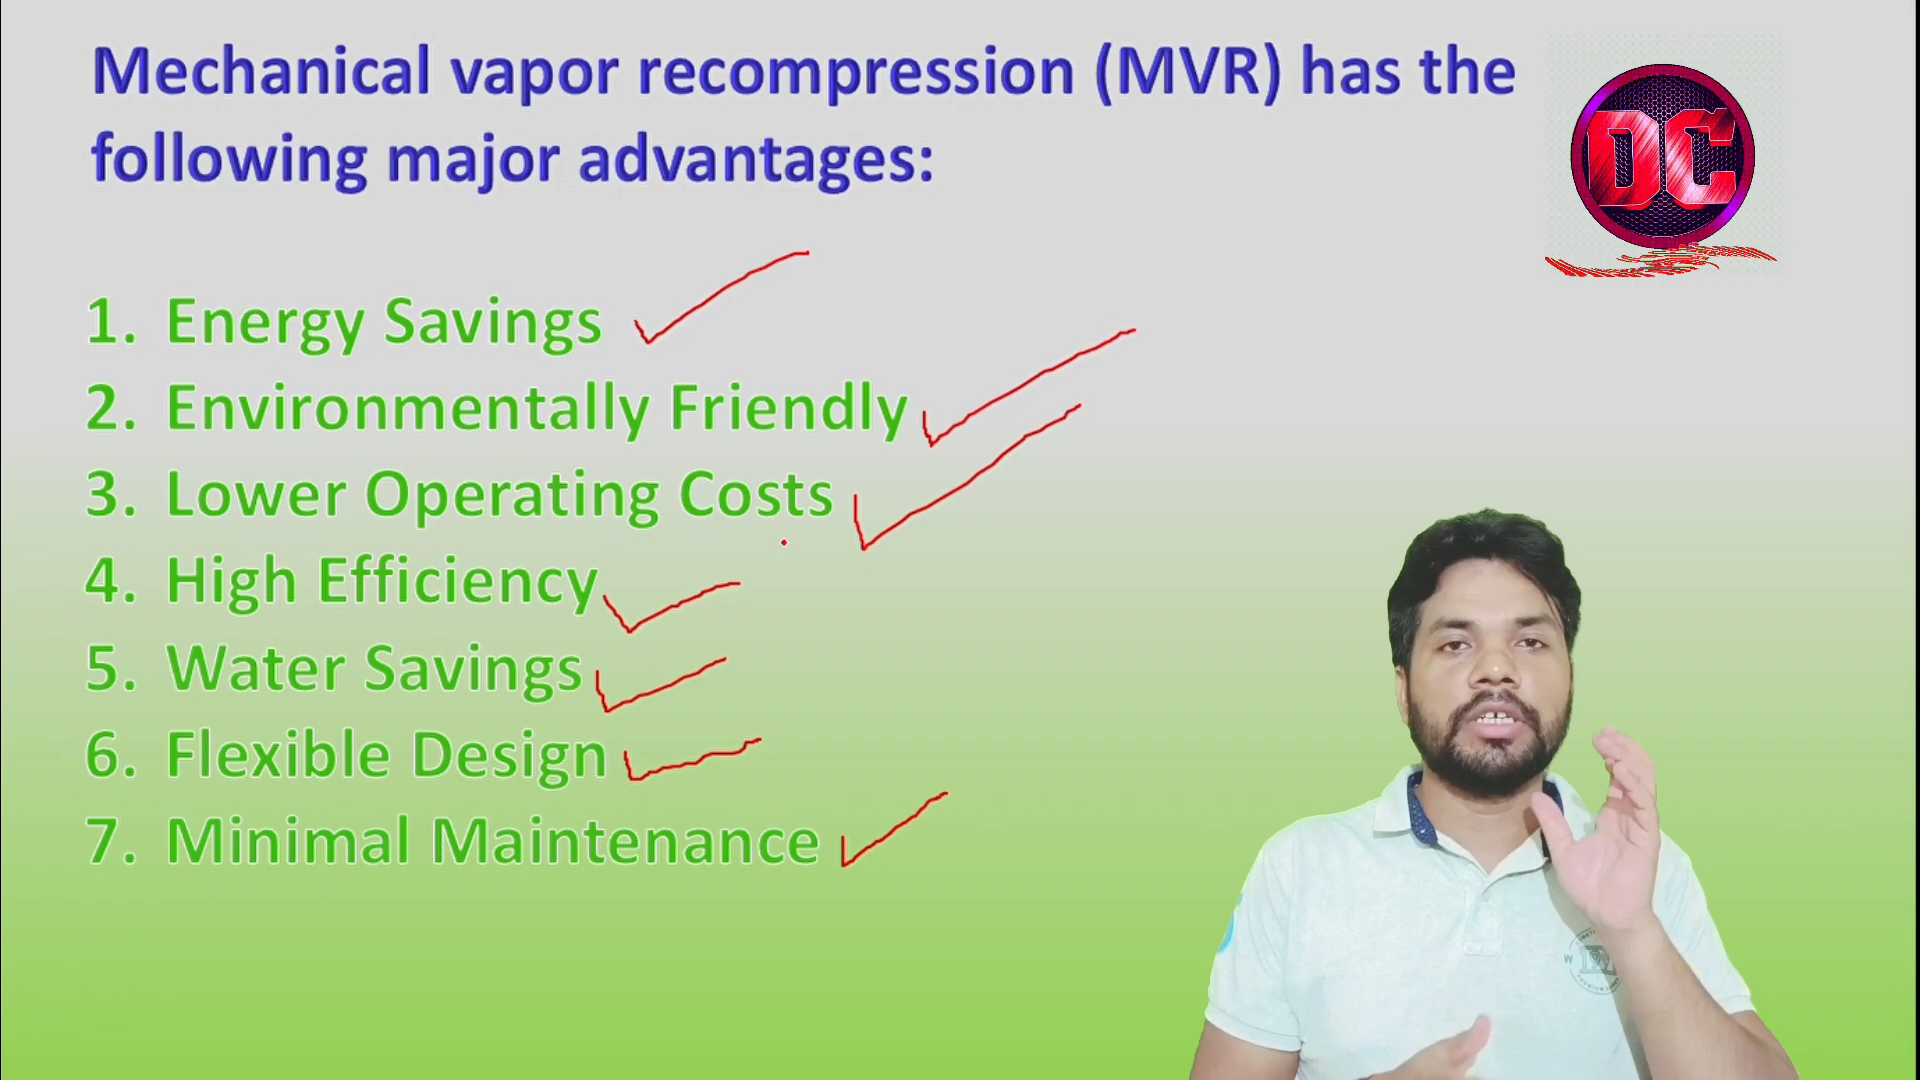 Mechanical vapor recompression (MVR) has the
following major advantages:
DC
1. Energy Savings
2. Environmentally Friendly
3. Lower Operating Costs
4. High Efficiency
5. Water Savings
6. Flexible Design
7. Minimal Maintenance
W